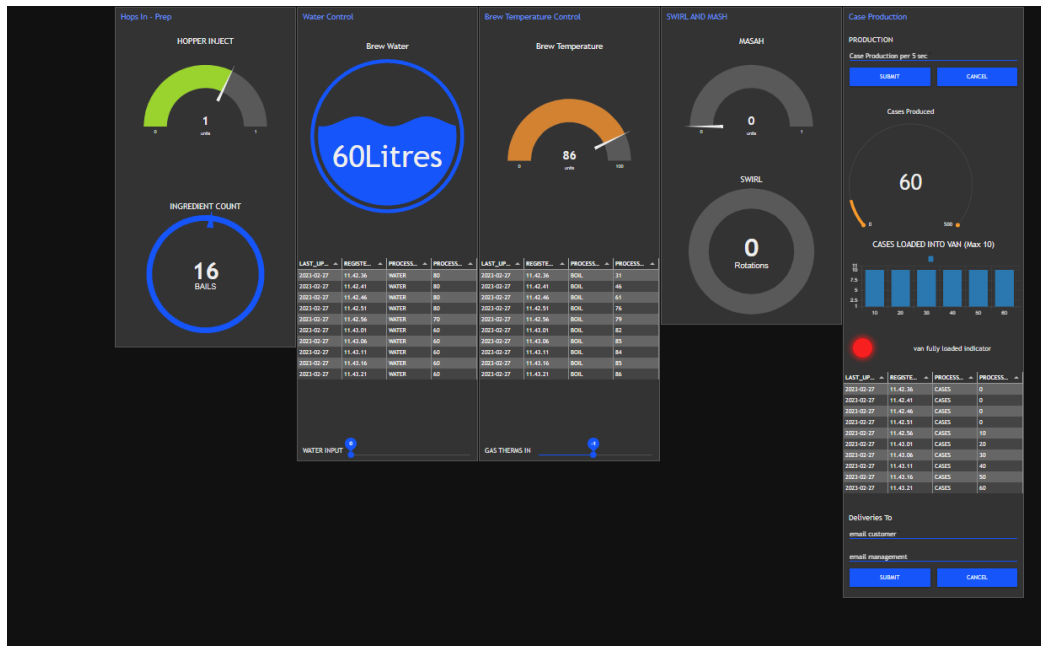 Hops In - Prep
HOPPER INJECT
1
units
0 1
INGREDIENT COUNT
16
BAILS
Water Control
Brew Water
60Litres
LAST_UP... REGISTE... PROCESS... PROCESS...
2023-02-27 11.42.36 WATER 80
2023-02-27 11.42.41 WATER 80
2023-02-27 11.42.46 WATER 80
2023-02-27 11.42.51 WATER 80
2023-02-27 11.42.56 WATER 70
2023-02-27 11.43.01 WATER 60
2023-02-27 11.43.06 WATER 60
2023-02-27 11.43.11 WATER 60
2023-02-27 11.43.16 WATER 60
2023-02-27 11.43.21 WATER 60
WATER INPUT 0
Brew Temperature Control
Brew Temperature
86
units
0 100
LAST_UP... REGISTE... PROCESS... PROCESS...
2023-02-27 11.42.36 BOIL 31
2023-02-27 11.42.41 BOIL 46
2023-02-27 11.42.46 BOIL 61
2023-02-27 11.42.51 BOIL 76
2023-02-27 11.42.56 BOIL 79
2023-02-27 11.43.01 BOIL 82
2023-02-27 11.43.06 BOIL 85
2023-02-27 11.43.11 BOIL 84
2023-02-27 11.43.16 BOIL 85
2023-02-27 11.43.21 BOIL 86
GAS THERMS IN -1
SWIRL AND MASH
MASAH
0
units
0 1
SWIRL
0
Rotations
Case Production
PRODUCTION
Case Production per 5 sec
SUBMIT CANCEL
Cases Produced
60
0 500
CASES LOADED INTO VAN (Max 10)
11
10
7.5
5
2.5
1
10 20 30 40 50 60
van fully loaded indicator
LAST_UP... REGISTE... PROCESS... PROCESS...
2023-02-27 11.42.36 CASES 0
2023-02-27 11.42.41 CASES 0
2023-02-27 11.42.46 CASES 0
2023-02-27 11.42.51 CASES 0
2023-02-27 11.42.56 CASES 10
2023-02-27 11.43.01 CASES 20
2023-02-27 11.43.06 CASES 30
2023-02-27 11.43.11 CASES 40
2023-02-27 11.43.16 CASES 50
2023-02-27 11.43.21 CASES 60
Deliveries To
email customer
email management
SUBMIT CANCEL